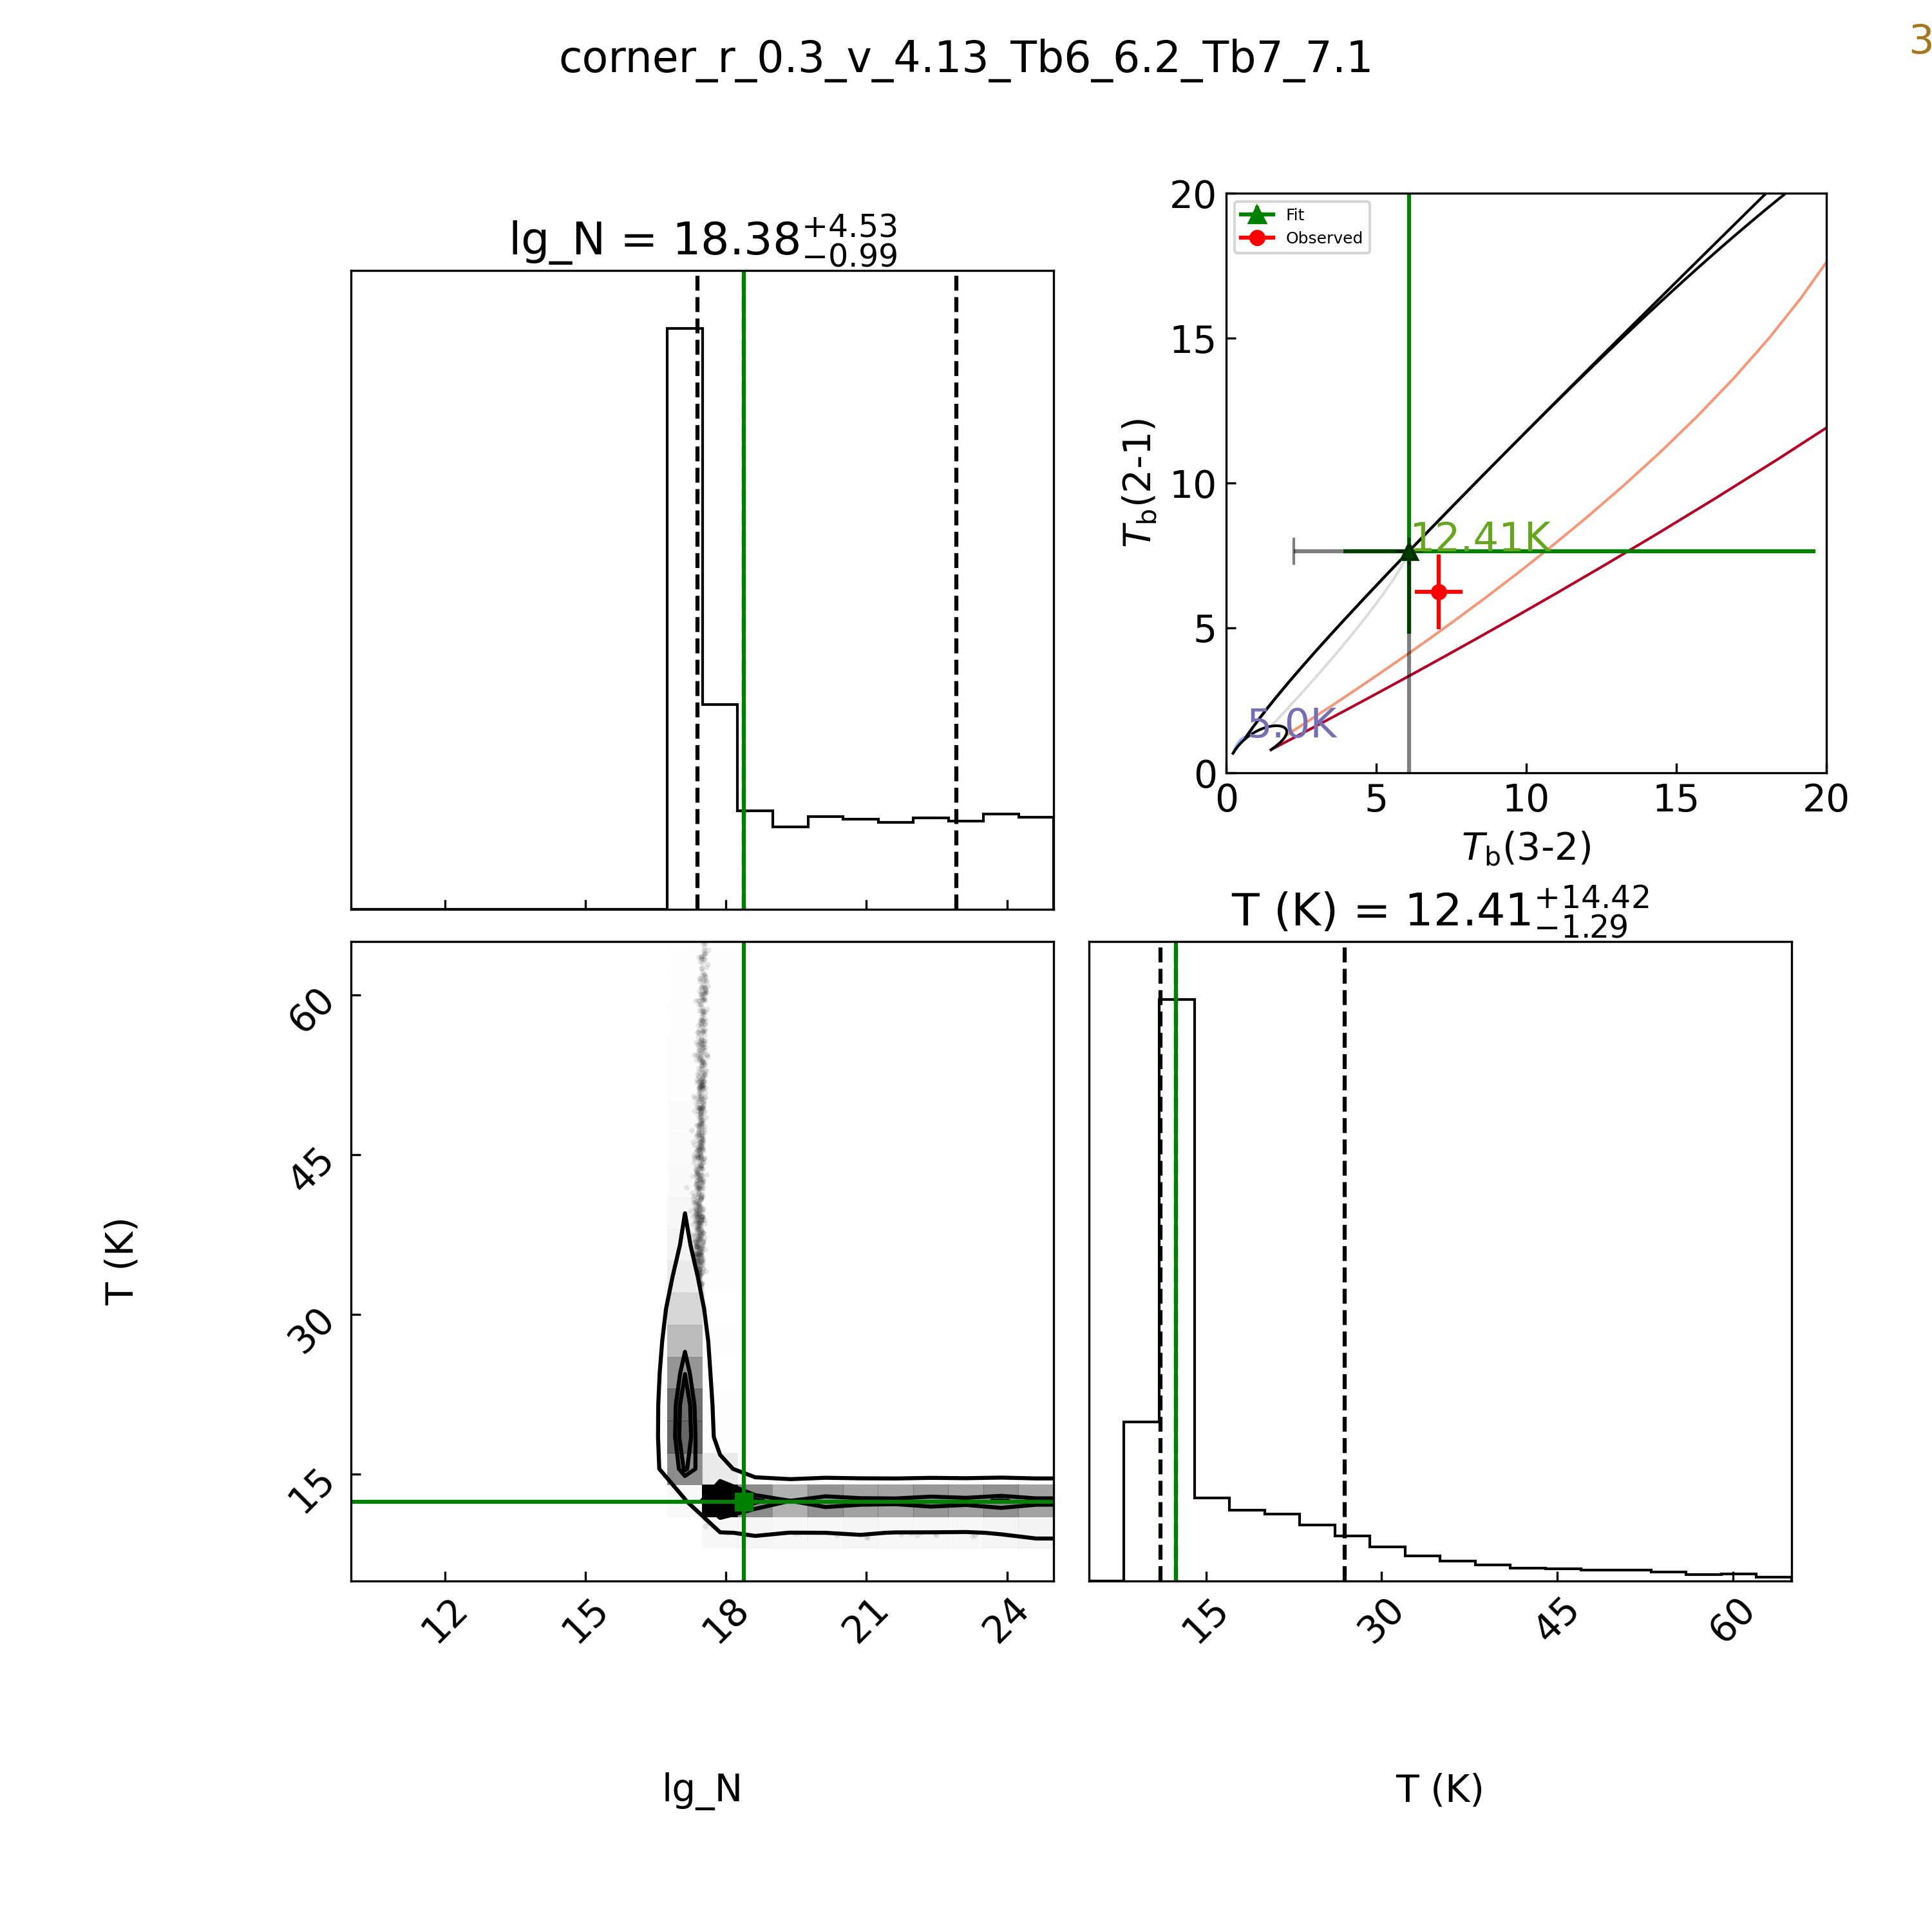 corner_r_0.3_v_4.13_Tb6_6.2_Tb7_7.1
3
lg_N = 18.38+4.53−0.99
20
15
10
5
0
Tb(2-1)
Fit
Observed
12.41K
5.0K
0 5 10 15 20
Tb(3-2)
T (K) = 12.41+14.42−1.29
60
45
30
15
T (K)
12 15 18 21 24
lg_N
15 30 45 60
T (K)